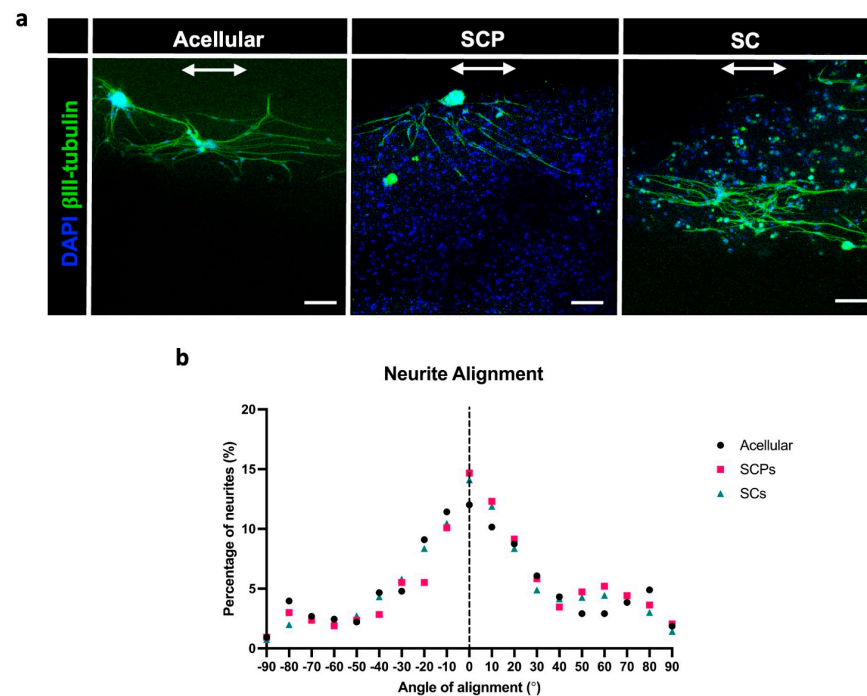 a
Acellular SCP SC
DAPI βIII-tubulin
b
Neurite Alignment
Percentage of neurites (%)
20
15
10
5
0
-90 -80 -70 -60 -50 -40 -30 -20 -10 0 10 20 30 40 50 60 70 80 90
Angle of alignment (°)
Acellular
SCPs
SCs